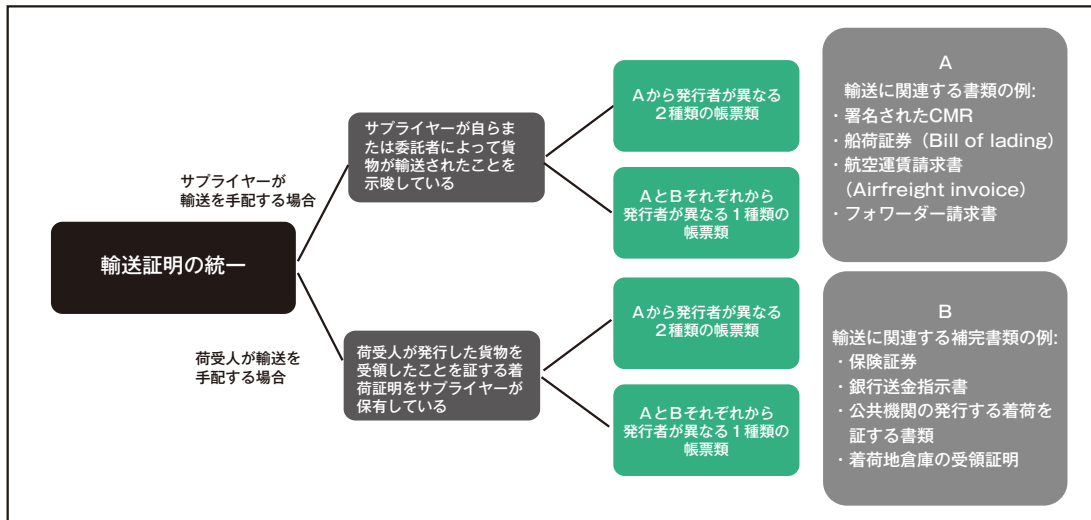 輸送証明の統一
サプライヤーが
輸送を手配する場合
荷受人が輸送を
手配する場合
サプライヤーが自らま
たは委託者によって貨
物が輸送されたことを
示唆している
荷受人が発行した貨物を
受領したことを証する着
荷証明をサプライヤーが
保有している
Aから発行者が異なる
2種類の帳票類
AとBそれぞれから
発行者が異なる1種類の
帳票類
Aから発行者が異なる
2種類の帳票類
AとBそれぞれから
発行者が異なる1種類の
帳票類
A
輸送に関連する書類の例:
・署名されたCMR
・船荷証券（Bill of lading）
・航空運賃請求書
（Airfreight invoice）
・フォワーダー請求書
B
輸送に関連する補完書類の例:
・保険証券
・銀行送金指示書
・公共機関の発行する着荷を
証する書類
・着荷地倉庫の受領証明